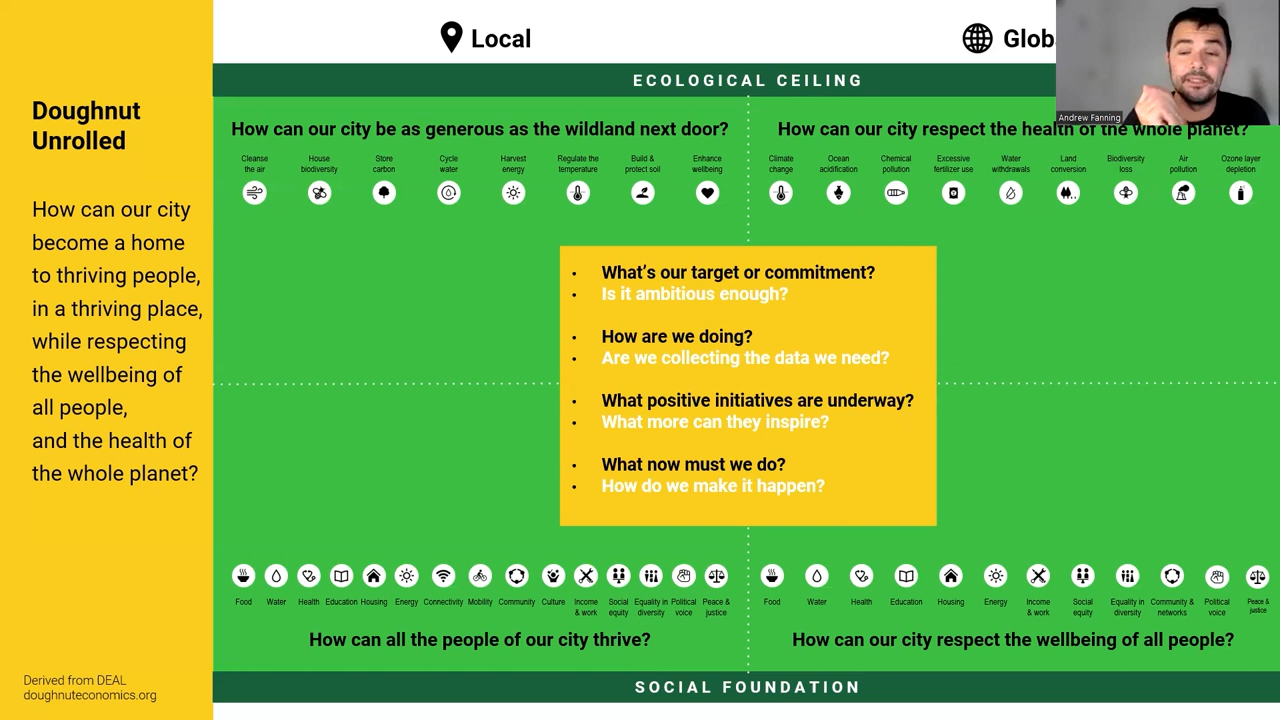 Doughnut
Unrolled
How can our city
become a home
to thriving people,
in a thriving place,
while respecting
the wellbeing of
all people,
and the health of
the whole planet?
Derived from DEAL
doughnuteconomics.org
Local
ECOLOGICAL CEILING
Andrew Fanning
How can our city be as generous as the wildland next door?
How can our city respect the health of the whole planet?
Cleanse
the air
House
biodiversity
Store
carbon
Cycle
water
Harvest
energy
Regulate the
temperature
Build &
protect soil
Enhance
wellbeing
Climate
change
Ocean
acidification
Chemical
pollution
Excessive
fertilizer use
Water
withdrawals
Land
conversion
Biodiversity
loss
Air
pollution
Ozone layer
depletion
• What's our target or commitment?
• Is it ambitious enough?
• How are we doing?
• Are we collecting the data we need?
• What positive initiatives are underway?
• What more can they inspire?
• What now must we do?
• How do we make it happen?
Food
Water
Health
Education
Housing
Energy
Connectivity
Mobility
Community
Culture
Income
& work
Social
equity
Equality in
diversity
Political
voice
Peace &
justice
Food
Water
Health
Education
Housing
Energy
Income
& work
Social
equity
Equality in
diversity
Community &
networks
Political
voice
Peace &
justice
How can all the people of our city thrive?
How can our city respect the wellbeing of all people?
SOCIAL FOUNDATION